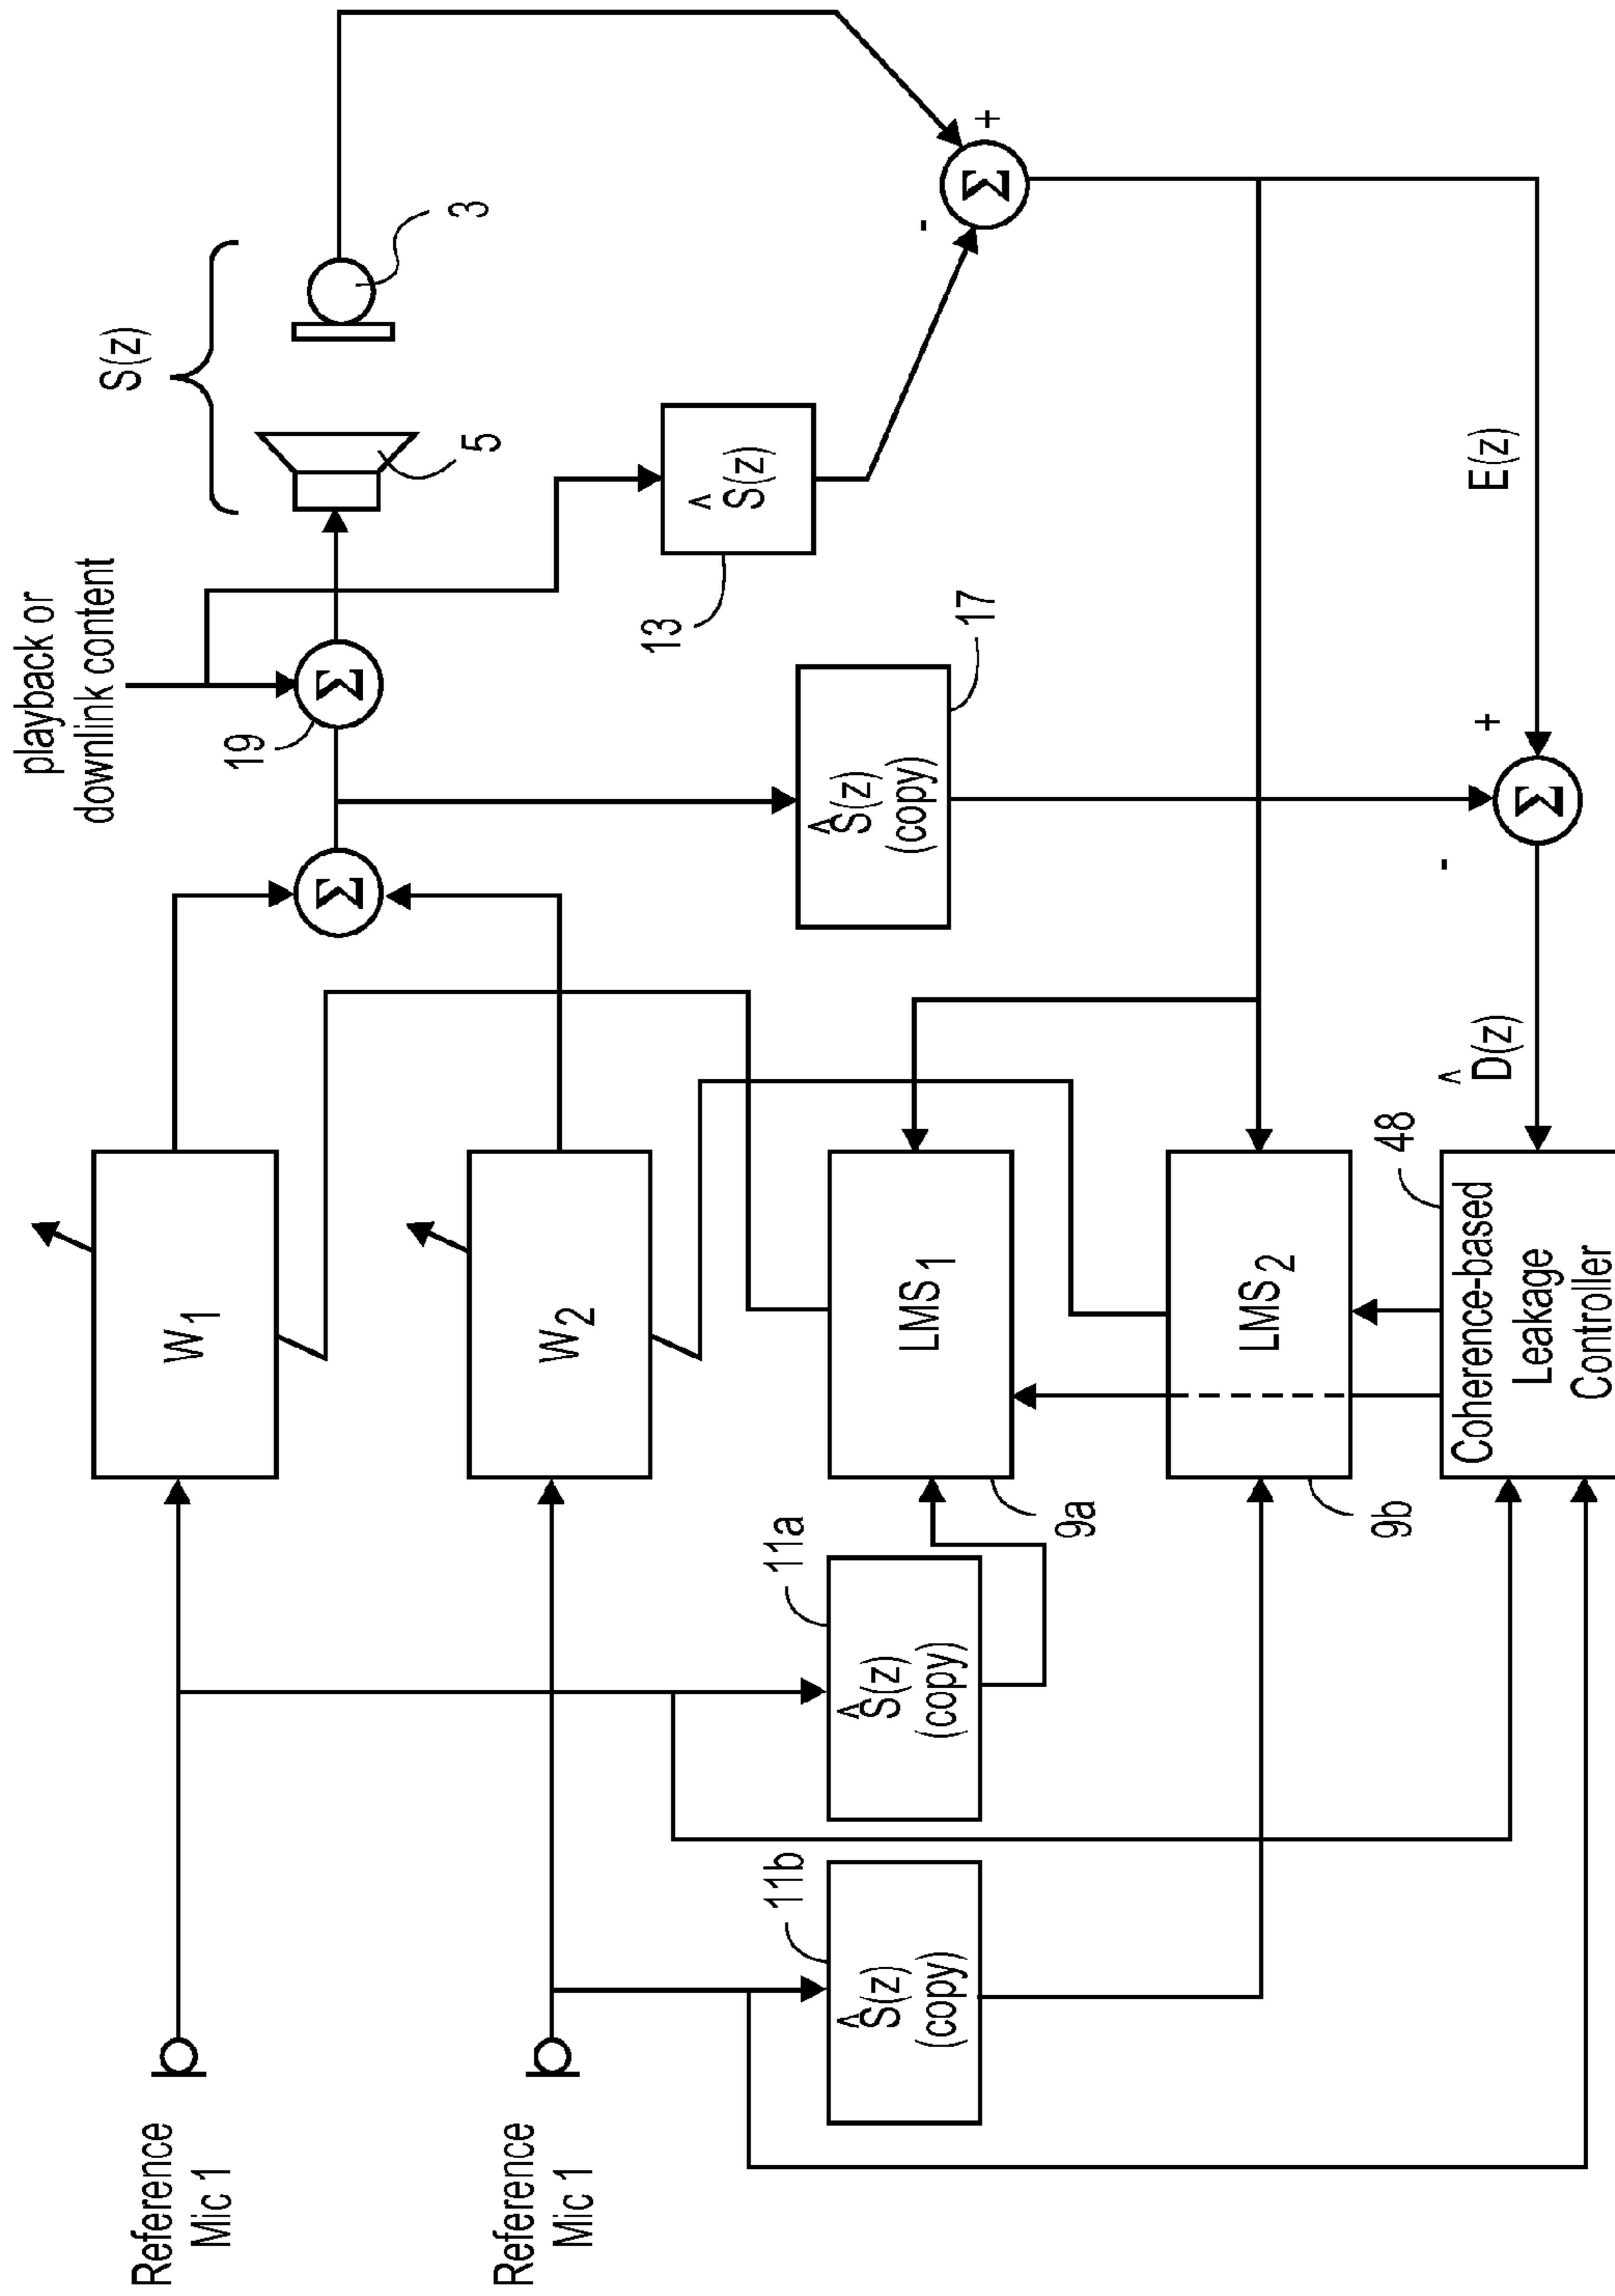 Reference
Mic 1
W1
playback or
downlink content
19
Σ
Σ
S(z)
5
3
Reference
Mic 1
W2
11b
Ŝ(z)
(copy)
11a
Ŝ(z)
(copy)
9a
LMS1
Ŝ(z)
(copy)
17
13
Ŝ(z)
-
Σ
+
9b
LMS2
Coherence-based
Leakage
Controller
48
D̂(z)
-
Σ
+
E(z)